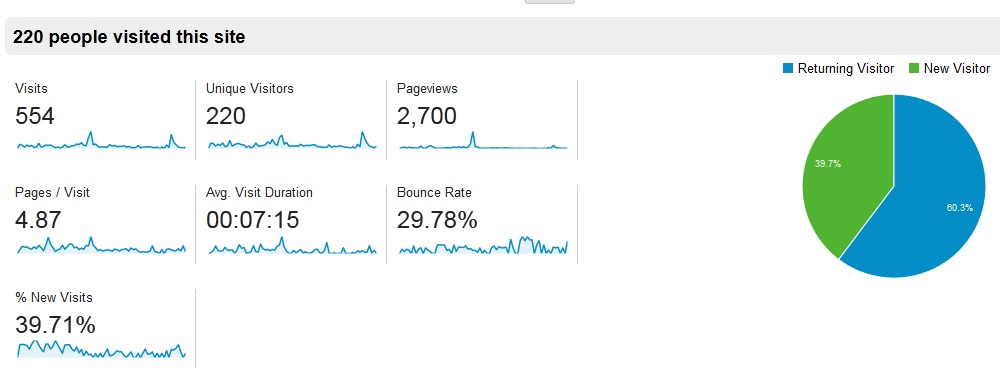 220 people visited this site
Returning Visitor New Visitor
Visits Unique Visitors Pageviews
554 220 2,700
Pages / Visit Avg. Visit Duration Bounce Rate
4.87 00:07:15 29.78%
% New Visits
39.71%
39.7%
60.3%